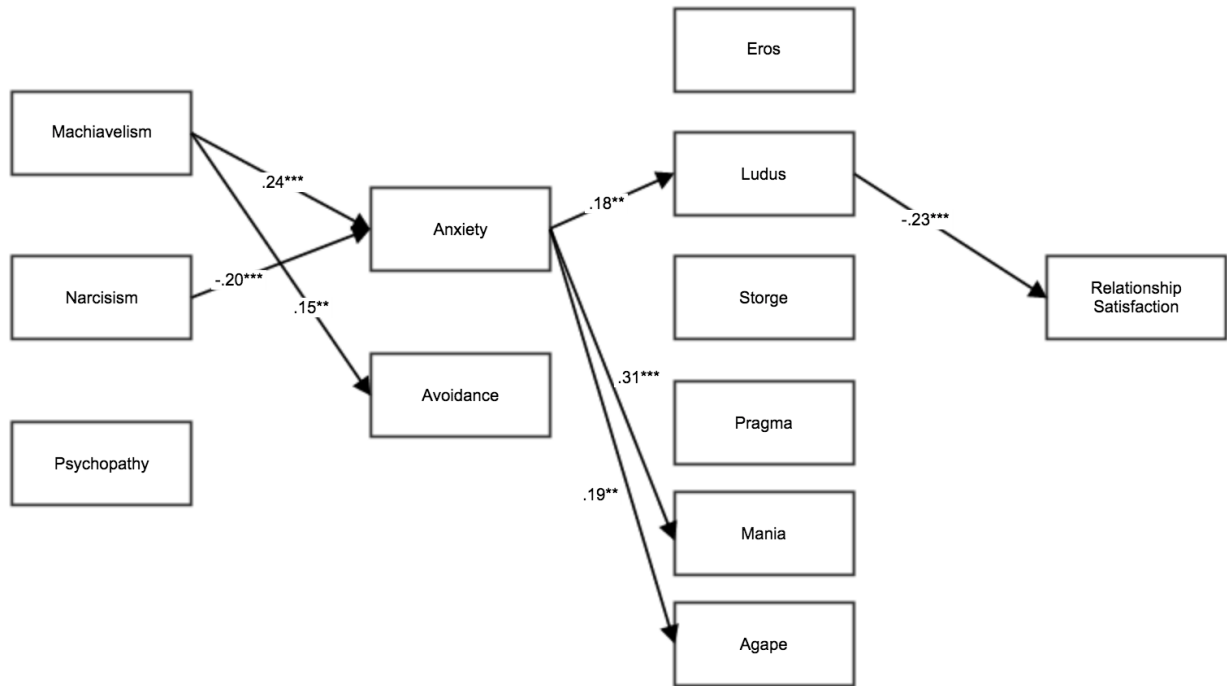 Eros
Machiavelism
Ludus
.24***
.18**
Anxiety
-.23***
Narcisism
-.20***
.15**
Storge
Relationship
Satisfaction
.31***
Avoidance
Pragma
Psychopathy
.19**
Mania
Agape